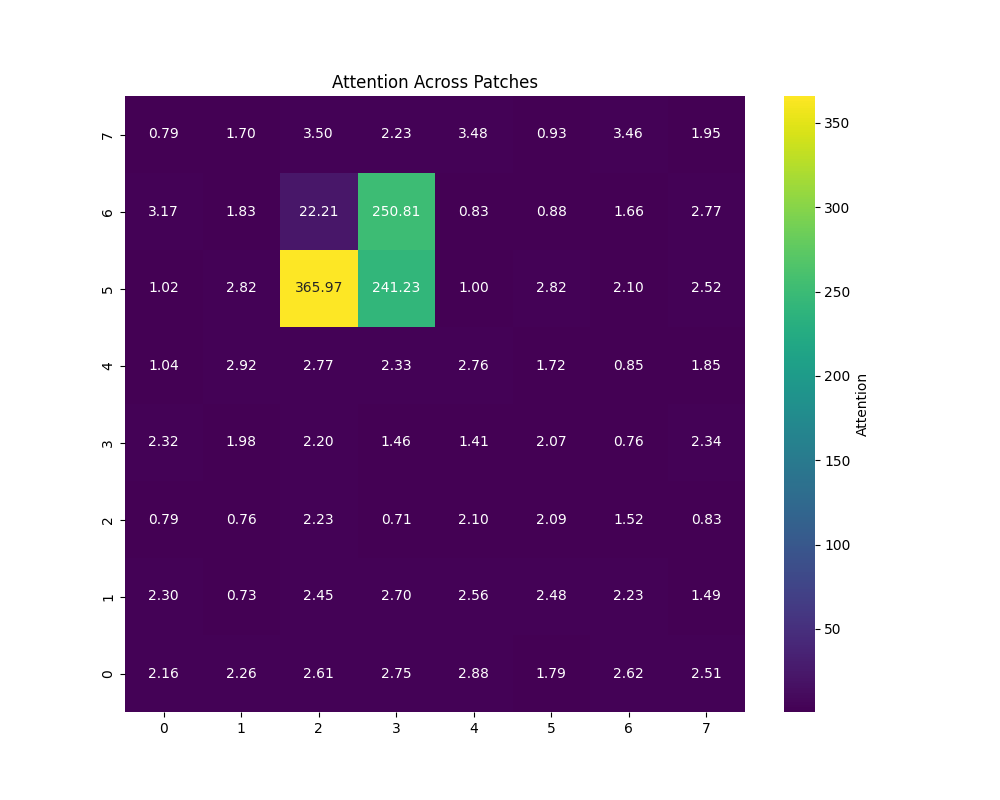 Attention Across Patches
7 0.79 1.70 3.50 2.23 3.48 0.93 3.46 1.95
6 3.17 1.83 22.21 250.81 0.83 0.88 1.66 2.77
5 1.02 2.82 365.97 241.23 1.00 2.82 2.10 2.52
4 1.04 2.92 2.77 2.33 2.76 1.72 0.85 1.85
3 2.32 1.98 2.20 1.46 1.41 2.07 0.76 2.34
2 0.79 0.76 2.23 0.71 2.10 2.09 1.52 0.83
1 2.30 0.73 2.45 2.70 2.56 2.48 2.23 1.49
0 2.16 2.26 2.61 2.75 2.88 1.79 2.62 2.51
0 1 2 3 4 5 6 7
350
300
250
200
150
100
50
Attention